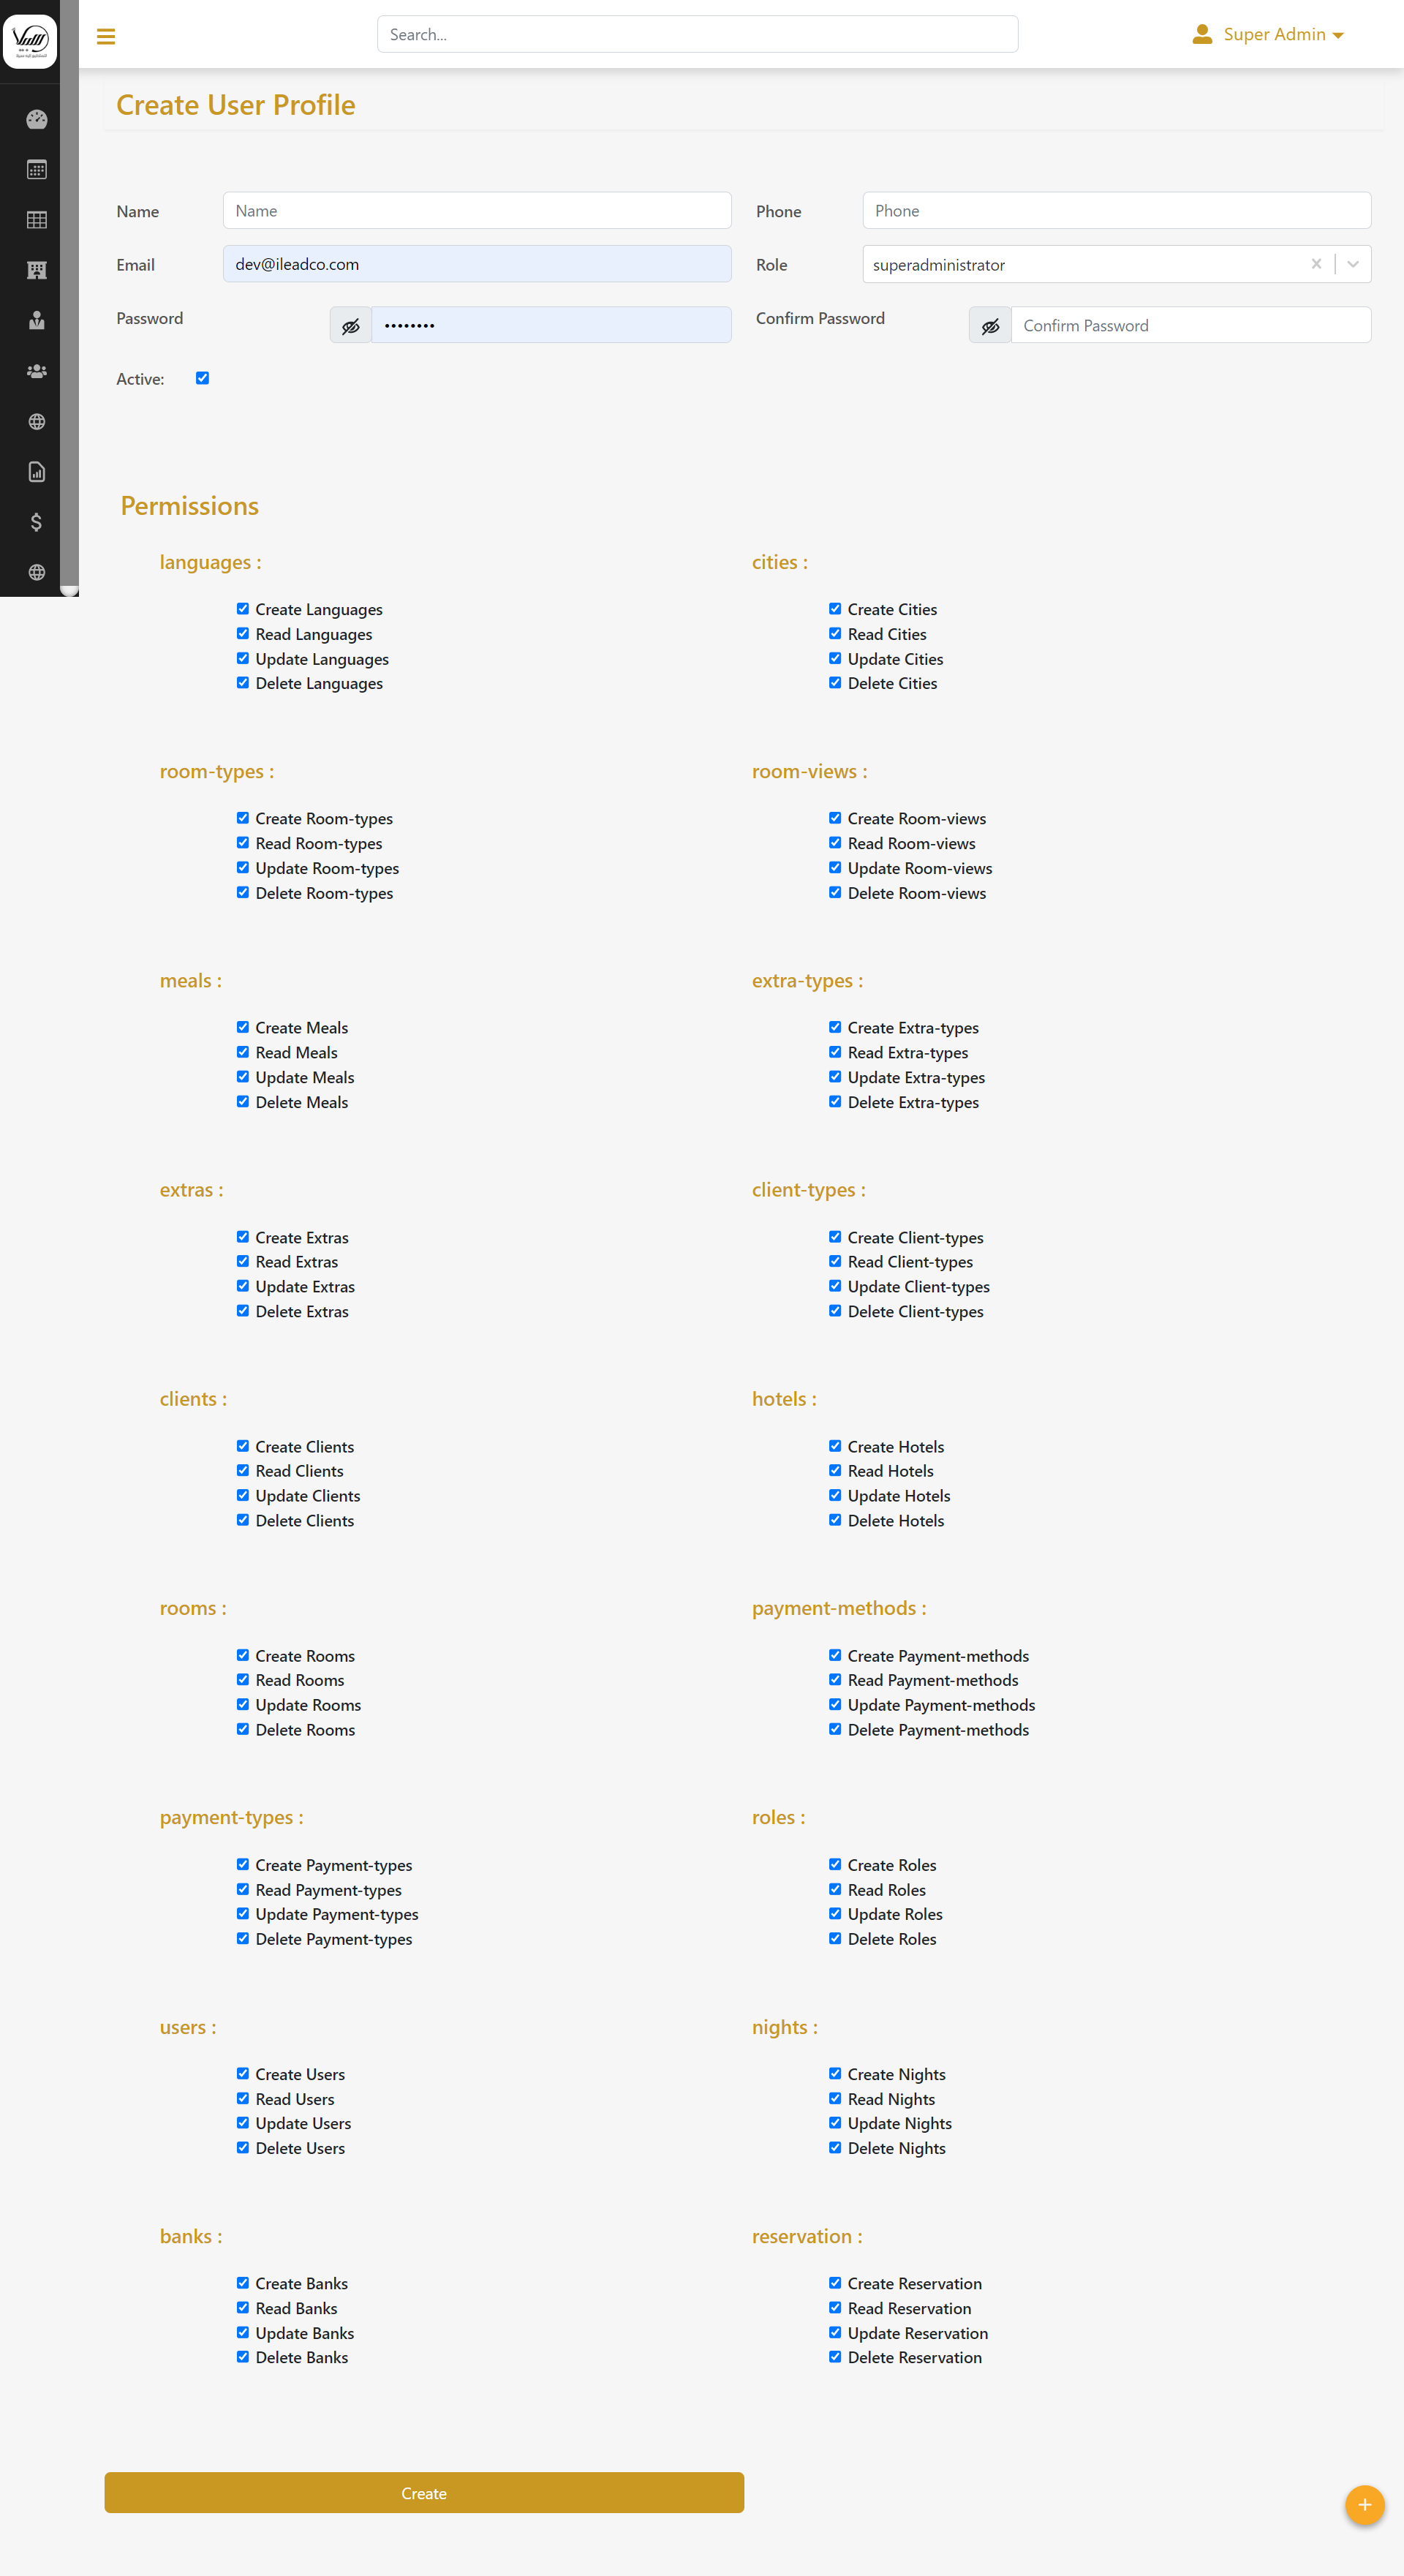 Search...
Super Admin
Create User Profile
Name
Name
Phone
Phone
Email
dev@ileadco.com
Role
superadministrator
Password
••••••••
Confirm Password
Confirm Password
Active:
Permissions
languages :
Create Languages
Read Languages
Update Languages
Delete Languages
cities :
Create Cities
Read Cities
Update Cities
Delete Cities
room-types :
Create Room-types
Read Room-types
Update Room-types
Delete Room-types
room-views :
Create Room-views
Read Room-views
Update Room-views
Delete Room-views
meals :
Create Meals
Read Meals
Update Meals
Delete Meals
extra-types :
Create Extra-types
Read Extra-types
Update Extra-types
Delete Extra-types
extras :
Create Extras
Read Extras
Update Extras
Delete Extras
client-types :
Create Client-types
Read Client-types
Update Client-types
Delete Client-types
clients :
Create Clients
Read Clients
Update Clients
Delete Clients
hotels :
Create Hotels
Read Hotels
Update Hotels
Delete Hotels
rooms :
Create Rooms
Read Rooms
Update Rooms
Delete Rooms
payment-methods :
Create Payment-methods
Read Payment-methods
Update Payment-methods
Delete Payment-methods
payment-types :
Create Payment-types
Read Payment-types
Update Payment-types
Delete Payment-types
roles :
Create Roles
Read Roles
Update Roles
Delete Roles
users :
Create Users
Read Users
Update Users
Delete Users
nights :
Create Nights
Read Nights
Update Nights
Delete Nights
banks :
Create Banks
Read Banks
Update Banks
Delete Banks
reservation :
Create Reservation
Read Reservation
Update Reservation
Delete Reservation
Create
+